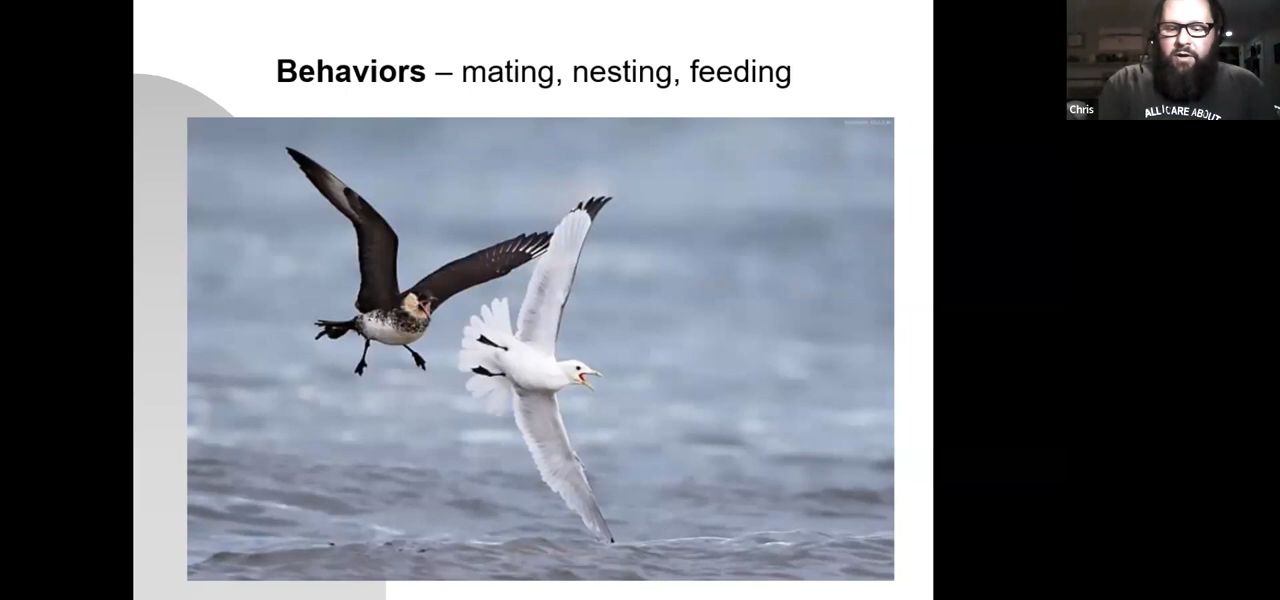 Behaviors – mating, nesting, feeding
Chris
ALL I CARE ABOUT